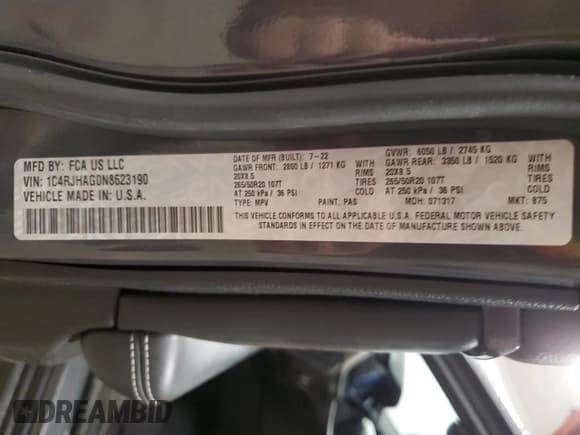 MFD BY: FCA US LLC
VIN: 1C4RJHAG0N8623190
VEHICLE MADE IN: U.S.A.
DATE OF MFR (BUILT): 7-22
GAWR FRONT: 2800 LB / 1271 KG
WITH
20X8.5
RIMS
265/50R20 107T
TIRES
AT 250 kPa / 36 PSI
TYPE: MPV
PAINT: PAS
GVWR: 6050 LB / 2745 KG
GAWR REAR: 3350 LB / 1520 KG
WITH
20X8.5
RIMS
265/50R20 107T
TIRES
AT 250 kPa / 36 PSI
MDH: 071317
MKT: 875
THIS VEHICLE CONFORMS TO ALL APPLICABLE U.S.A. FEDERAL MOTOR VEHICLE SAFETY
STANDARDS IN EFFECT ON THE DATE OF MANUFACTURE SHOWN ABOVE.
DREAMBID